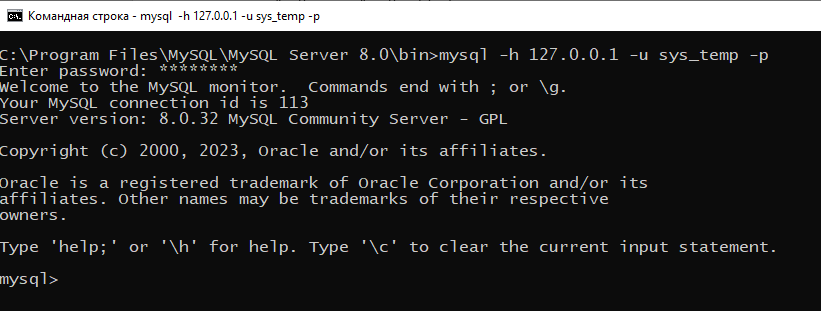 Командная строка - mysql  -h 127.0.0.1 -u sys_temp -p
C:\Program Files\MySQL\MySQL Server 8.0\bin>mysql -h 127.0.0.1 -u sys_temp -p
Enter password: ********
Welcome to the MySQL monitor.  Commands end with ; or \g.
Your MySQL connection id is 113
Server version: 8.0.32 MySQL Community Server - GPL

Copyright (c) 2000, 2023, Oracle and/or its affiliates.

Oracle is a registered trademark of Oracle Corporation and/or its
affiliates. Other names may be trademarks of their respective
owners.

Type 'help;' or '\h' for help. Type '\c' to clear the current input statement.

mysql>